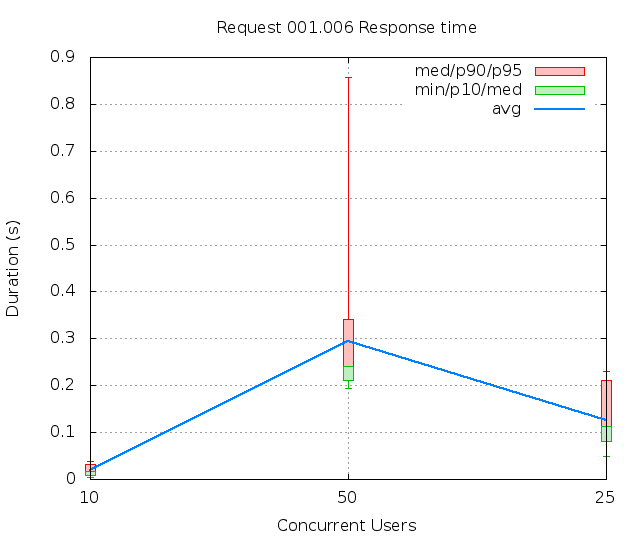 Request 001.006 Response time
med/p90/p95
min/p10/med
avg
0.9
0.8
0.7
0.6
0.5
0.4
0.3
0.2
0.1
0
Duration (s)
10 50 25
Concurrent Users